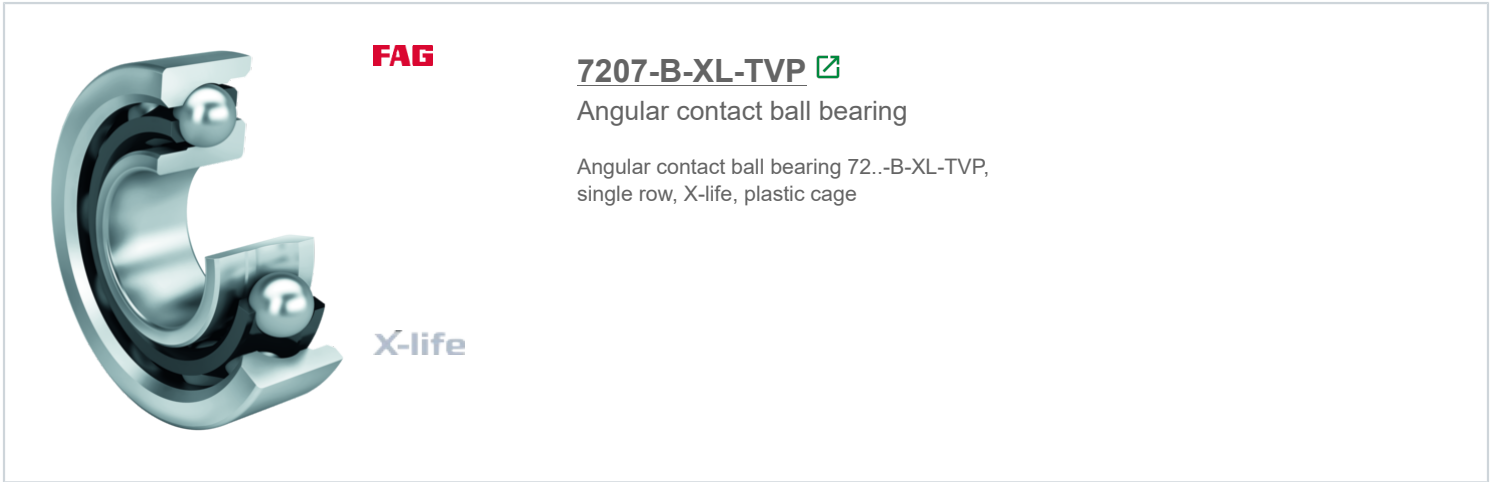 FAG
7207-B-XL-TVP
Angular contact ball bearing
Angular contact ball bearing 72..-B-XL-TVP,
single row, X-life, plastic cage
X-life